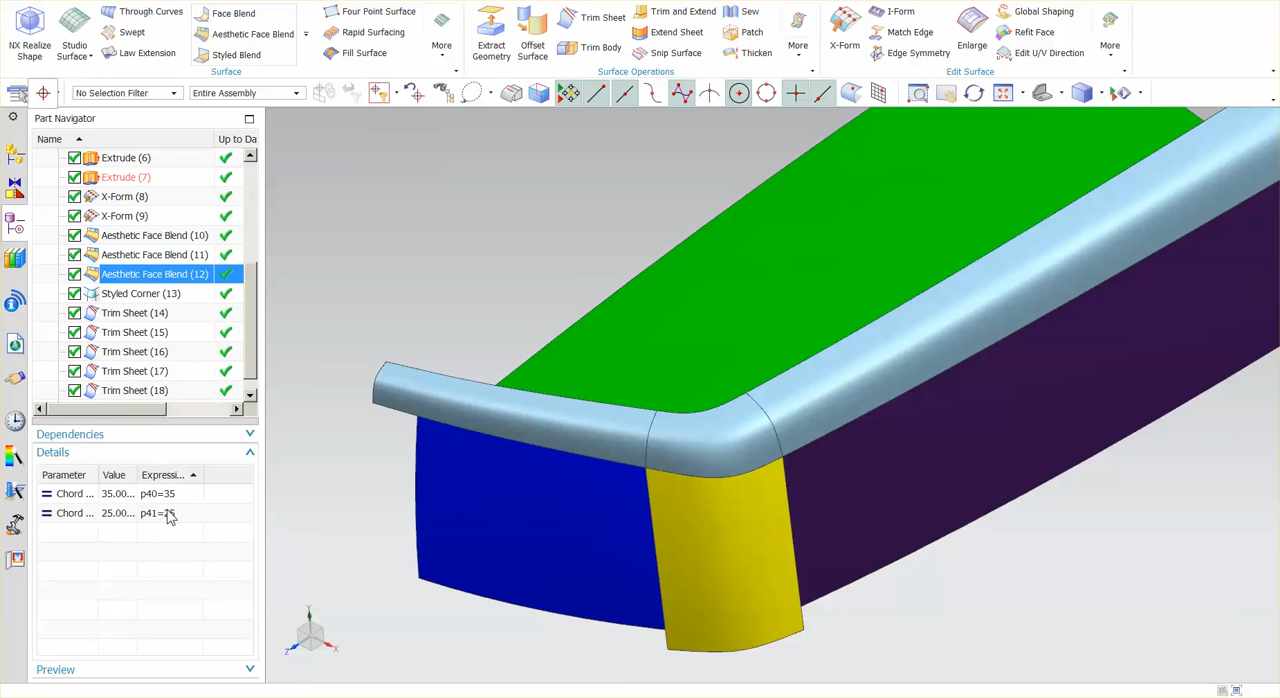 NX Realize
Shape
Studio
Surface
Through Curves
Swept
Law Extension
Face Blend
Aesthetic Face Blend
Styled Blend
Four Point Surface
Rapid Surfacing
Fill Surface
More
Surface
Extract
Geometry
Offset
Surface
Trim Sheet
Trim Body
Trim and Extend
Extend Sheet
Snip Surface
Sew
Patch
Thicken
More
Surface Operations
X-Form
I-Form
Match Edge
Edge Symmetry
Enlarge
Global Shaping
Refit Face
Edit U/V Direction
More
Edit Surface
No Selection Filter
Entire Assembly
Part Navigator
Name
Up to Da
Extrude (6)
Extrude (7)
X-Form (8)
X-Form (9)
Aesthetic Face Blend (10)
Aesthetic Face Blend (11)
Aesthetic Face Blend (12)
Styled Corner (13)
Trim Sheet (14)
Trim Sheet (15)
Trim Sheet (16)
Trim Sheet (17)
Trim Sheet (18)
Dependencies
Details
Parameter Value Expressi...
Chord ... 35.00... p40=35
Chord ... 25.00... p41=25
Preview
Y
Z
X